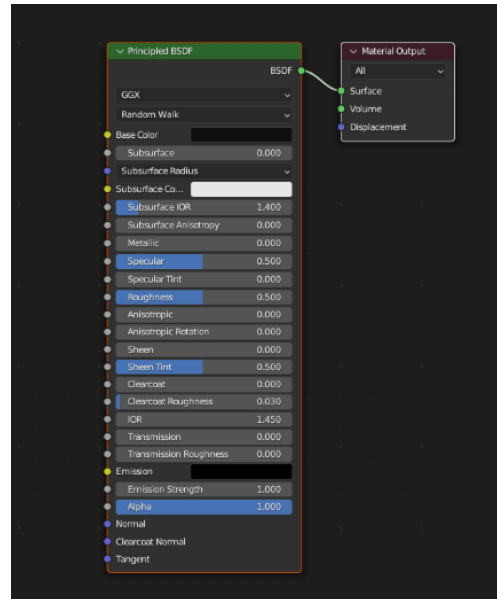 Principled BSDF
BSDF
GGX
Random Walk
Base Color
Subsurface 0.000
Subsurface Radius
Subsurface Co...
Subsurface IOR 1.400
Subsurface Anisotropy 0.000
Metallic 0.000
Specular 0.500
Specular Tint 0.000
Roughness 0.500
Anisotropic 0.000
Anisotropic Rotation 0.000
Sheen 0.000
Sheen Tint 0.500
Clearcoat 0.000
Clearcoat Roughness 0.030
IOR 1.450
Transmission 0.000
Transmission Roughness 0.000
Emission
Emission Strength 1.000
Alpha 1.000
Normal
Clearcoat Normal
Tangent
Material Output
All
Surface
Volume
Displacement